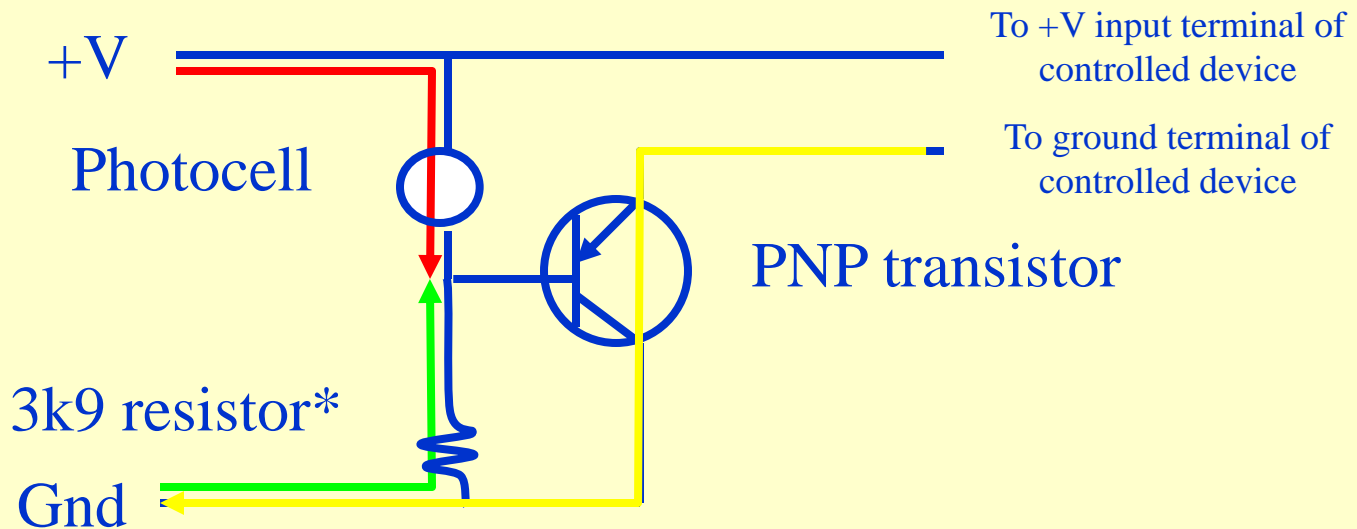 +V
To +V input terminal of
controlled device
To ground terminal of
controlled device
Photocell
PNP transistor
3k9 resistor*
Gnd